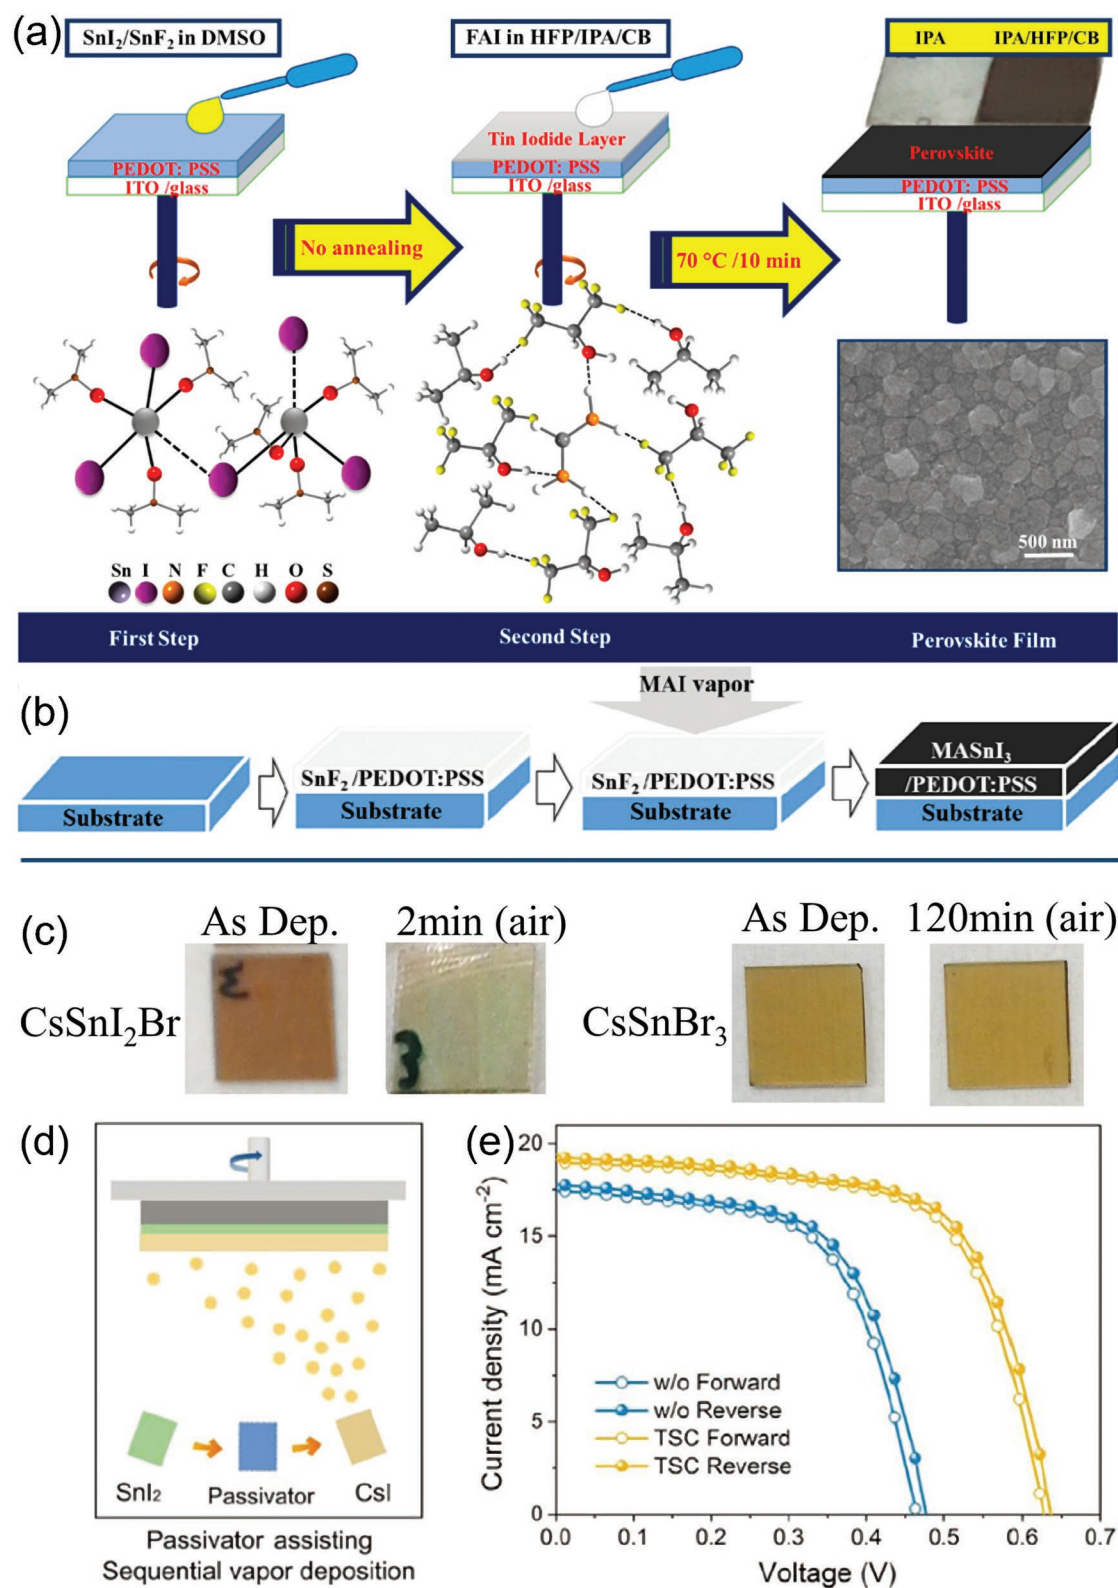 (a)
SnI₂/SnF₂ in DMSO
FAI in HFP/IPA/CB
IPA IPA/HFP/CB
PEDOT: PSS
ITO /glass
Tin Iodide Layer
PEDOT: PSS
ITO /glass
Perovskite
PEDOT: PSS
ITO /glass
No annealing
70 °C /10 min
500 nm
Sn I N F C H O S
First Step
Second Step
Perovskite Film
(b)
MAI vapor
Substrate
SnF₂ /PEDOT:PSS
Substrate
SnF₂ /PEDOT:PSS
Substrate
MASnI₃
/PEDOT:PSS
Substrate
(c)
As Dep.
2min (air)
As Dep.
120min (air)
CsSnI₂Br
3
3
CsSnBr₃
(d)
SnI₂
Passivator
CsI
Passivator assisting
Sequential vapor deposition
(e)
Current density (mA cm⁻²)
20
15
10
5
0
w/o Forward
w/o Reverse
TSC Forward
TSC Reverse
0.0 0.1 0.2 0.3 0.4 0.5 0.6 0.7
Voltage (V)